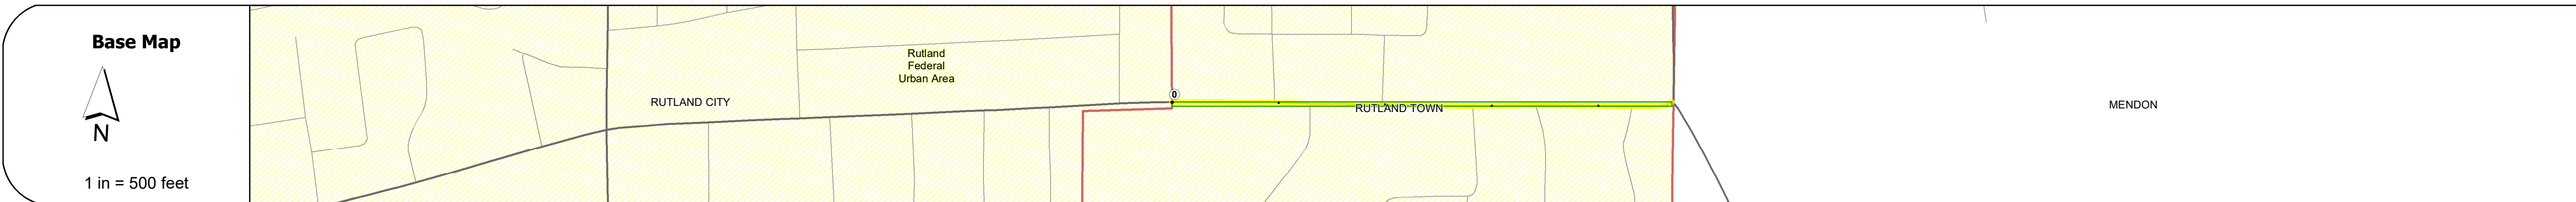 Base Map
N
1 in = 500 feet
Rutland
Federal
Urban Area
RUTLAND CITY
0
RUTLAND TOWN
MENDON